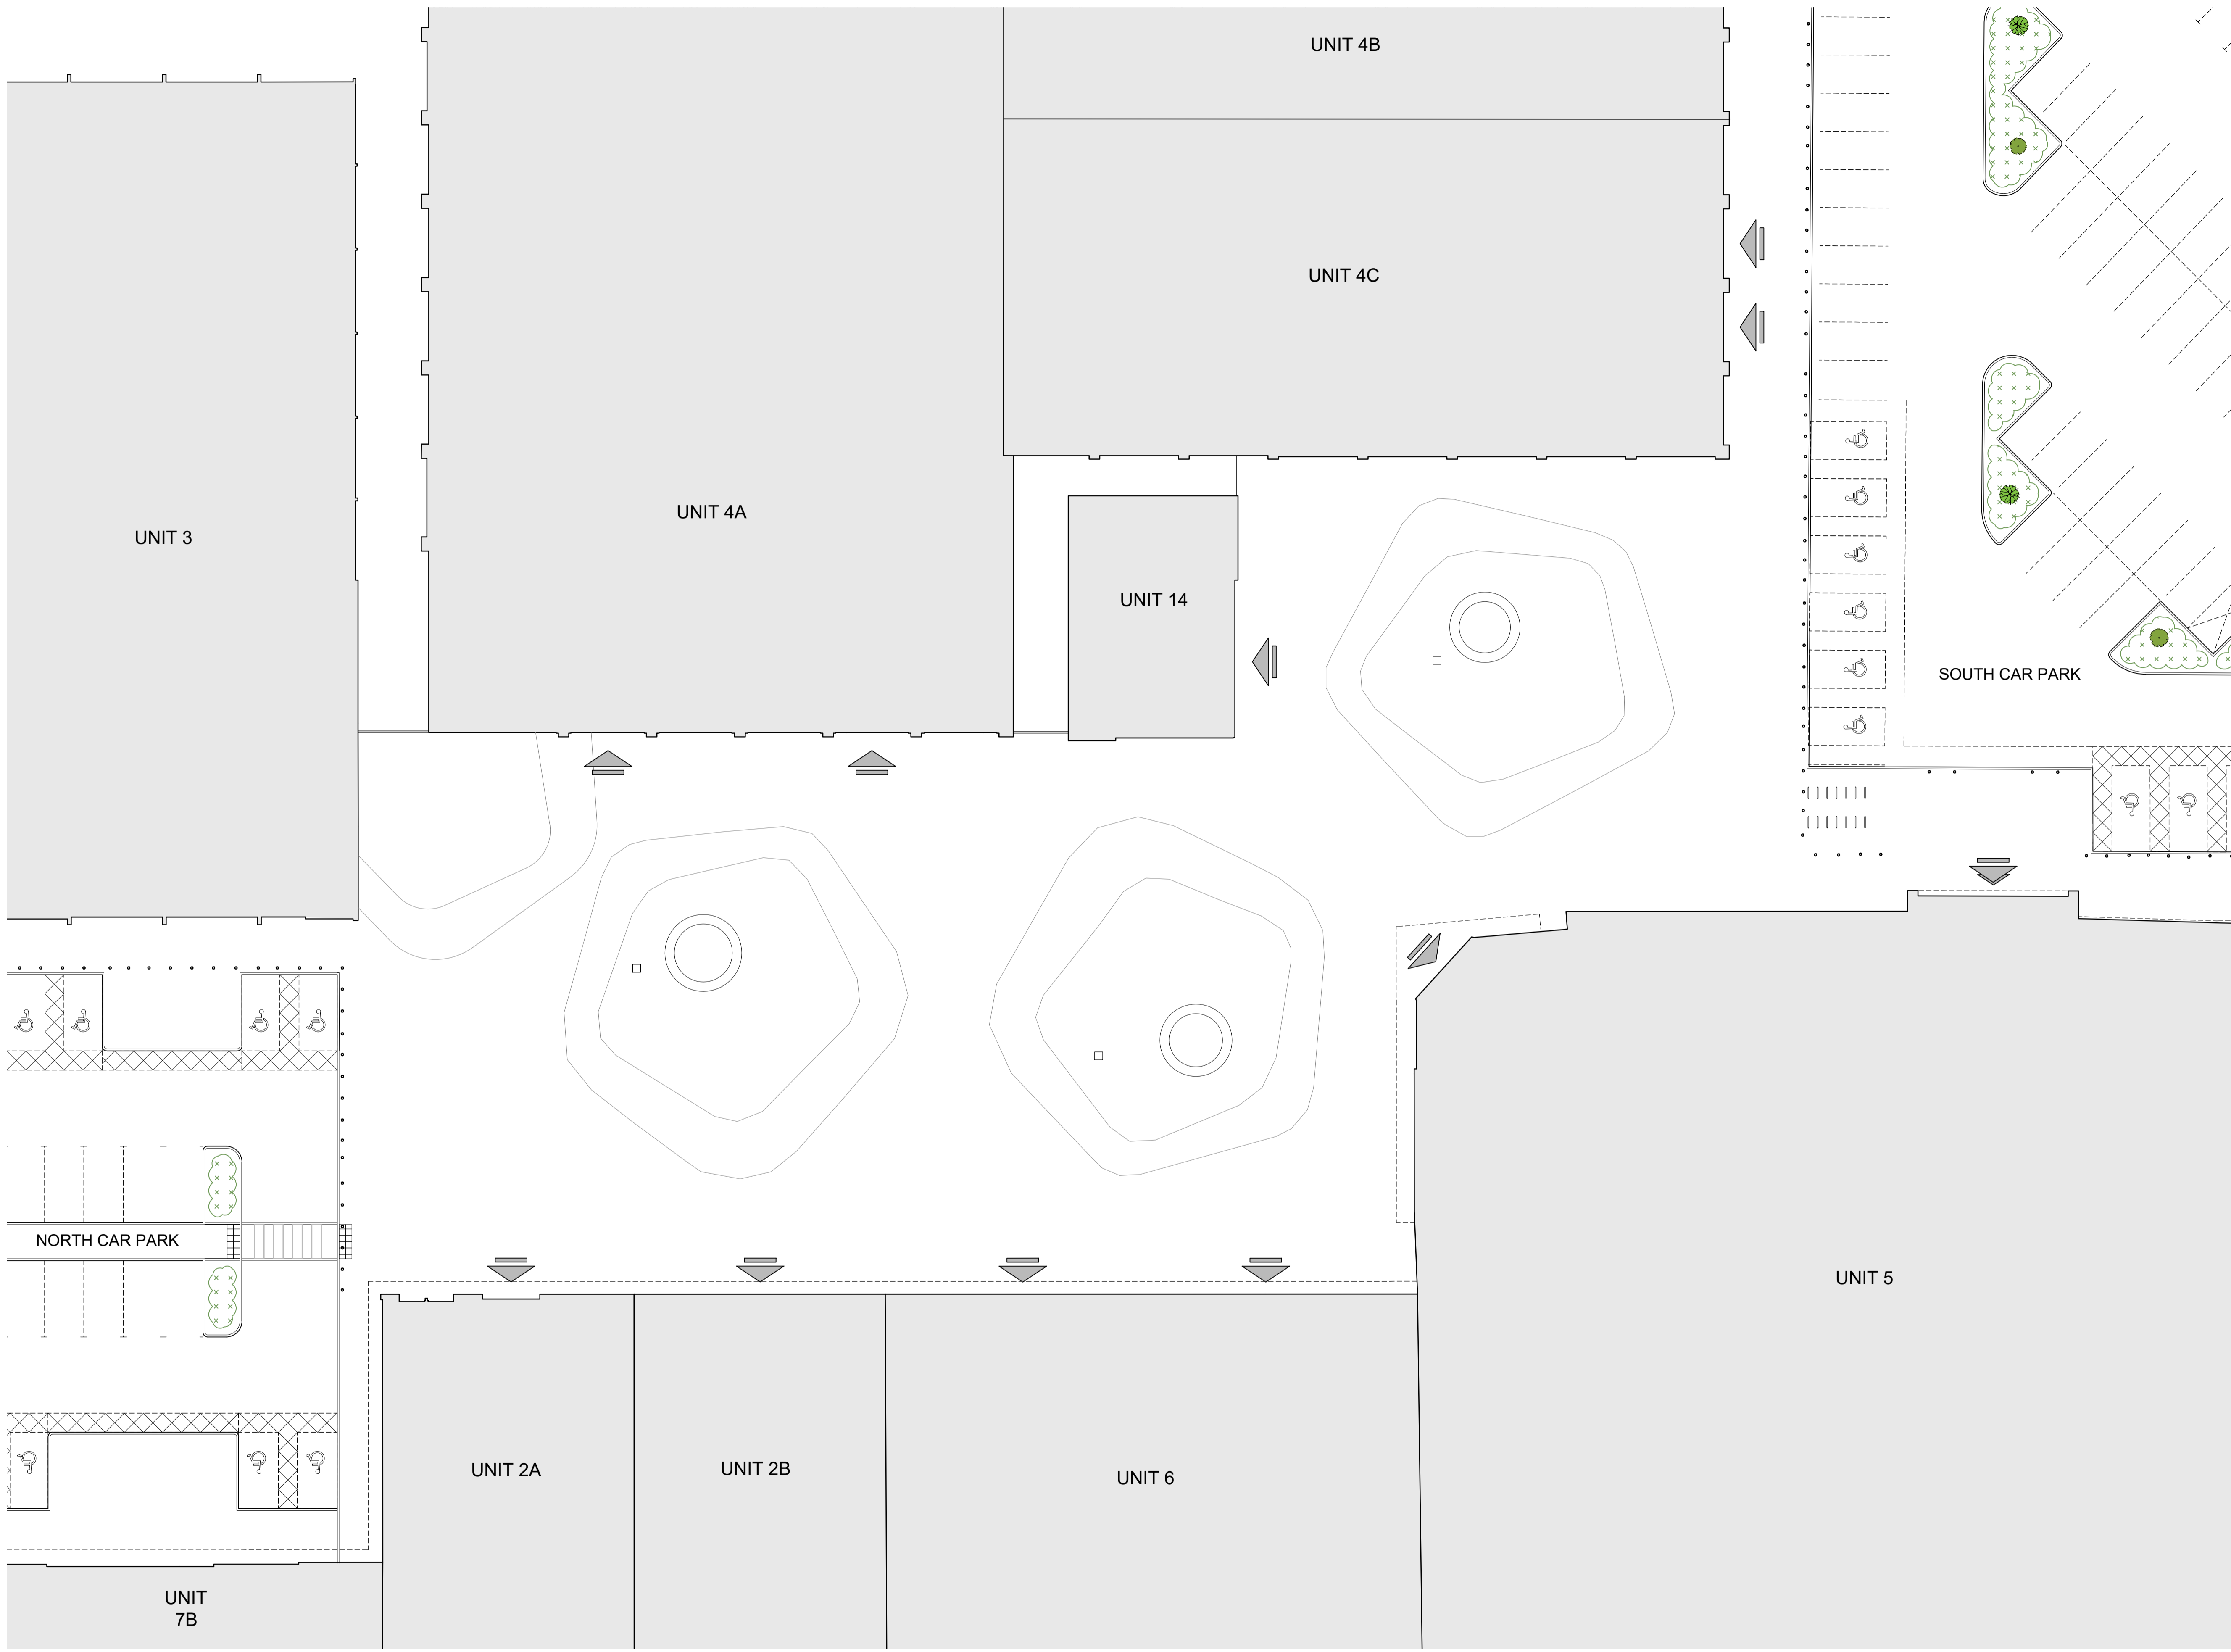 UNIT 4B
UNIT 4C
UNIT 4A
UNIT 3
UNIT 14
SOUTH CAR PARK
NORTH CAR PARK
UNIT 5
UNIT 2A
UNIT 2B
UNIT 6
UNIT
7B